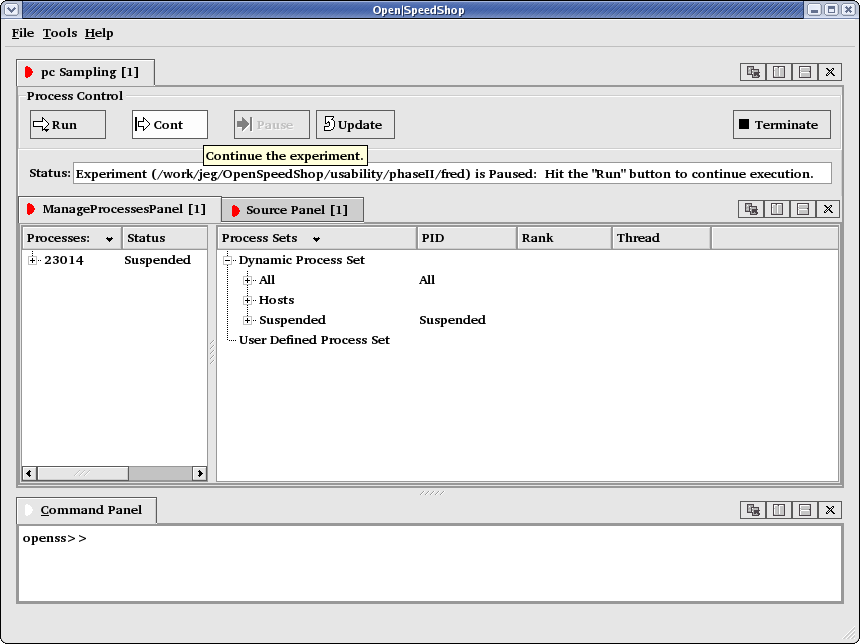 Open|SpeedShop
File Tools Help
pc Sampling [1]
Process Control
Run Cont Pause Update Terminate
Continue the experiment.
Status: Experiment (/work/jeg/OpenSpeedShop/usability/phaseII/fred) is Paused: Hit the "Run" button to continue execution.
ManageProcessesPanel [1] Source Panel [1]
Processes: Status Process Sets PID Rank Thread
23014 Suspended Dynamic Process Set
All All
Hosts
Suspended Suspended
User Defined Process Set
Command Panel
openss>>